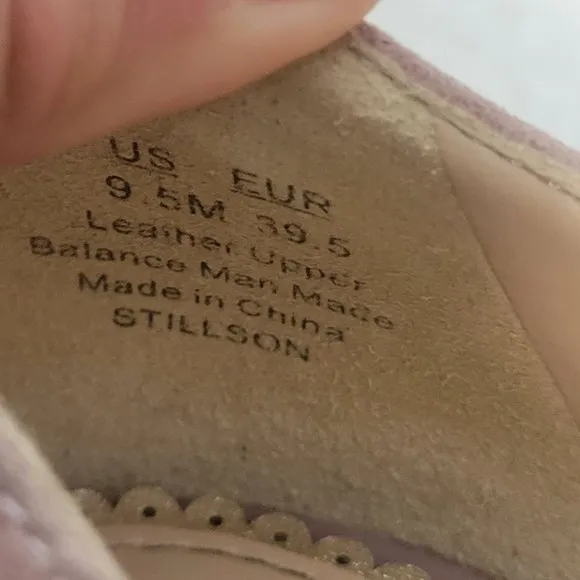 US EUR
9.5M 39.5
Leather Upper
Balance Man Made
Made in China
STILLSON